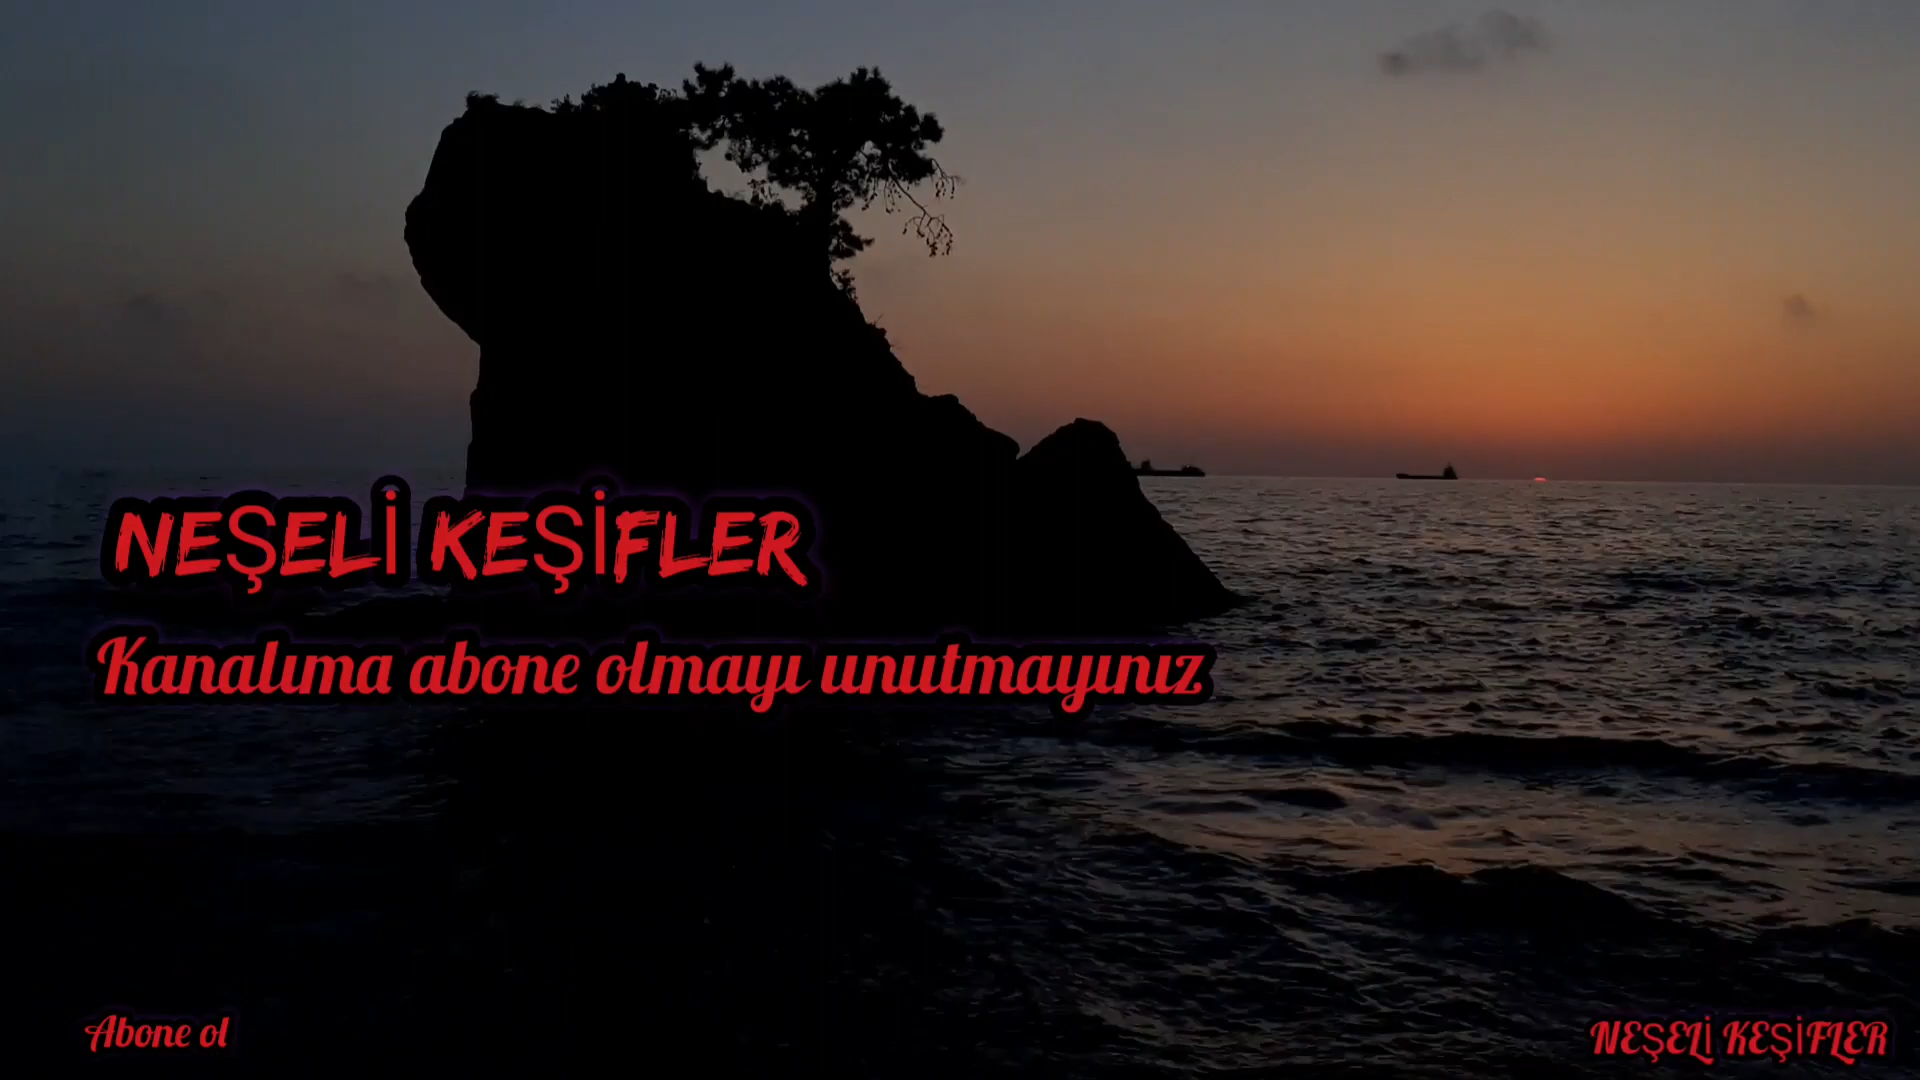 NEŞELİ KEŞİFLER
Kanalıma abone olmayı unutmayınız
Abone ol
NEŞELİ KEŞİFLER